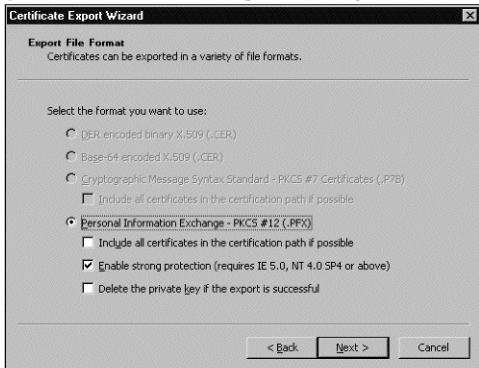 Certificate Export Wizard
Export File Format
Certificates can be exported in a variety of file formats.
Select the format you want to use:
DER encoded binary X.509 (.CER)
Base-64 encoded X.509 (.CER)
Cryptographic Message Syntax Standard - PKCS #7 Certificates (.P7B)
Include all certificates in the certification path if possible
Personal Information Exchange - PKCS #12 (.PFX)
Include all certificates in the certification path if possible
Enable strong protection (requires IE 5.0, NT 4.0 SP4 or above)
Delete the private key if the export is successful
< Back Next > Cancel